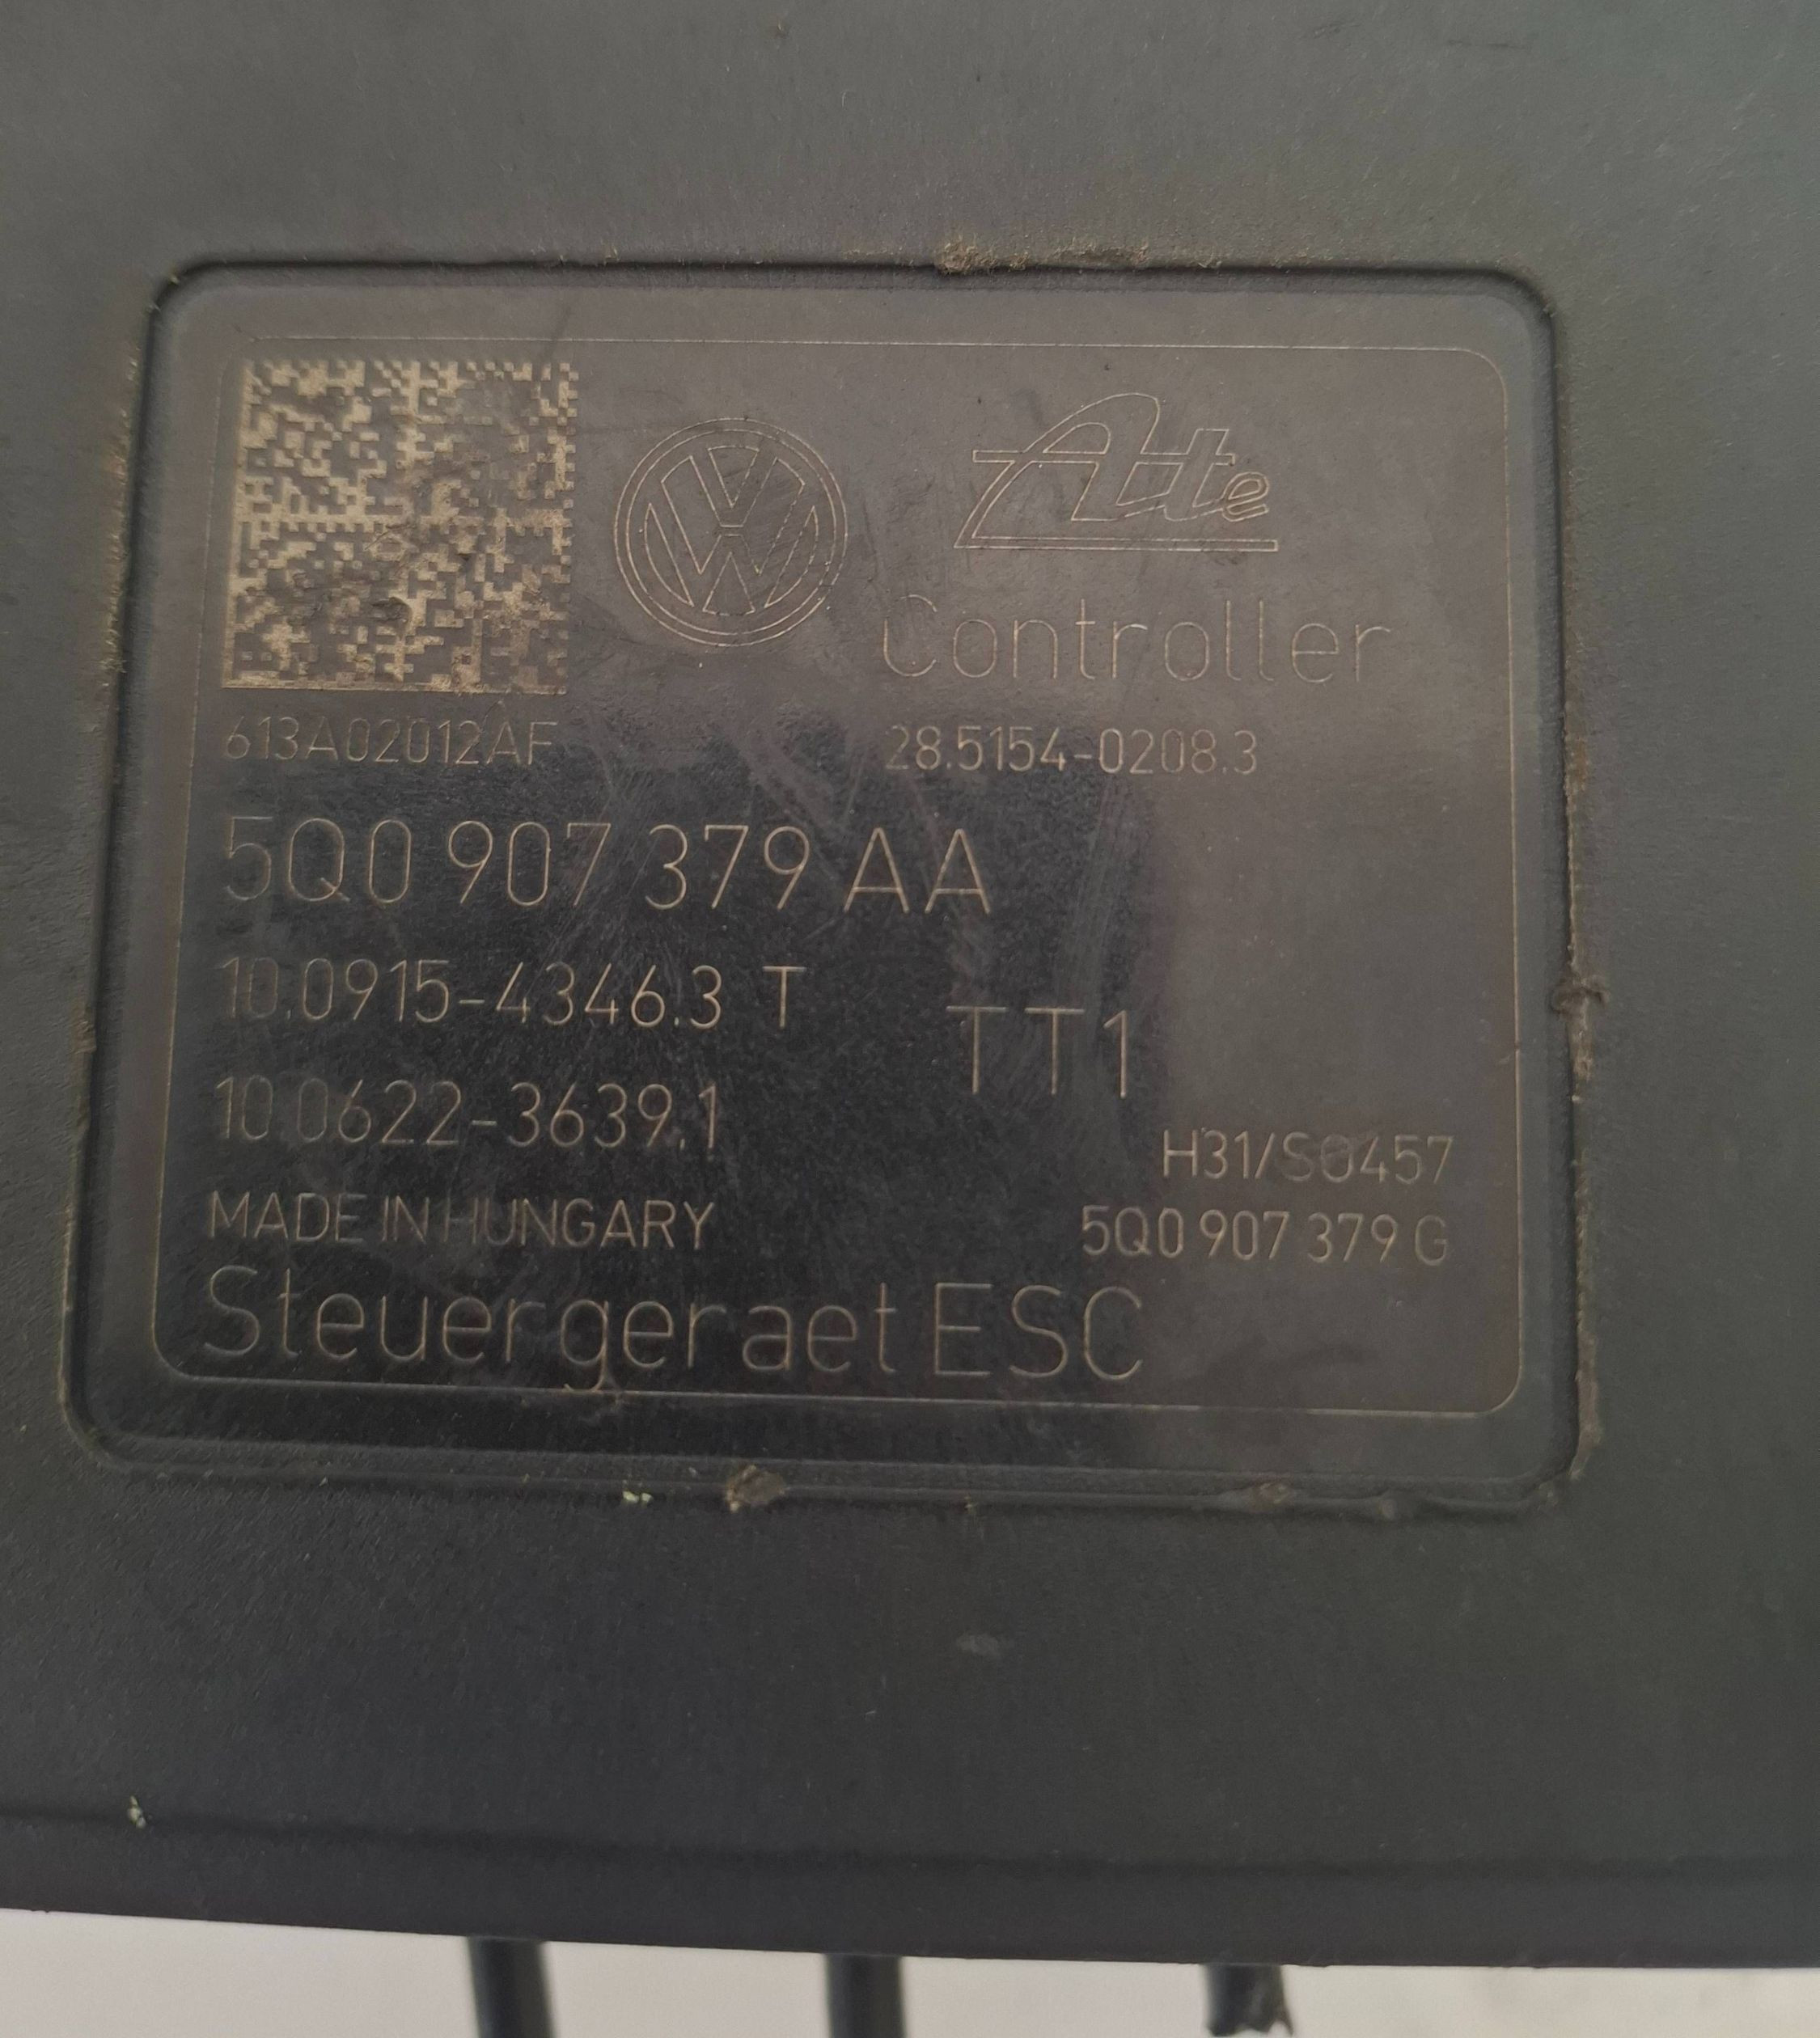 Ate
Controller
613A02012AF
28.5154-0208.3
5Q0 907 379 AA
10.0915-4346.3 T
TT1
10.0622-3639.1
H31/S0457
MADE IN HUNGARY
5Q0 907 379 G
Steuergeraet ESC